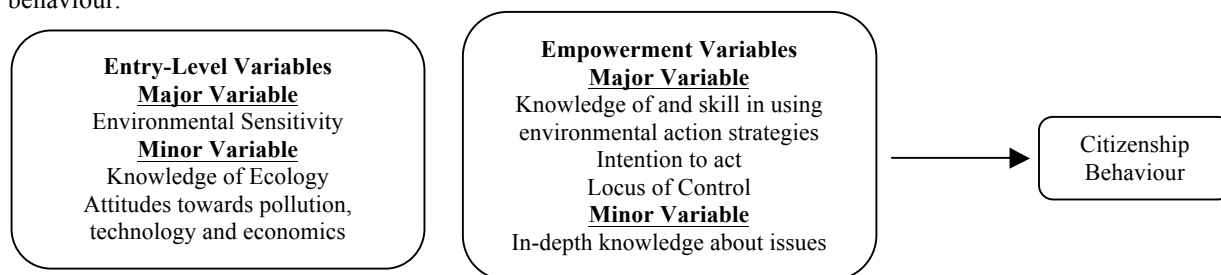 behaviour.
Entry-Level Variables
Major Variable
Environmental Sensitivity
Minor Variable
Knowledge of Ecology
Attitudes towards pollution,
technology and economics
Empowerment Variables
Major Variable
Knowledge of and skill in using
environmental action strategies
Intention to act
Locus of Control
Minor Variable
In-depth knowledge about issues
Citizenship
Behaviour